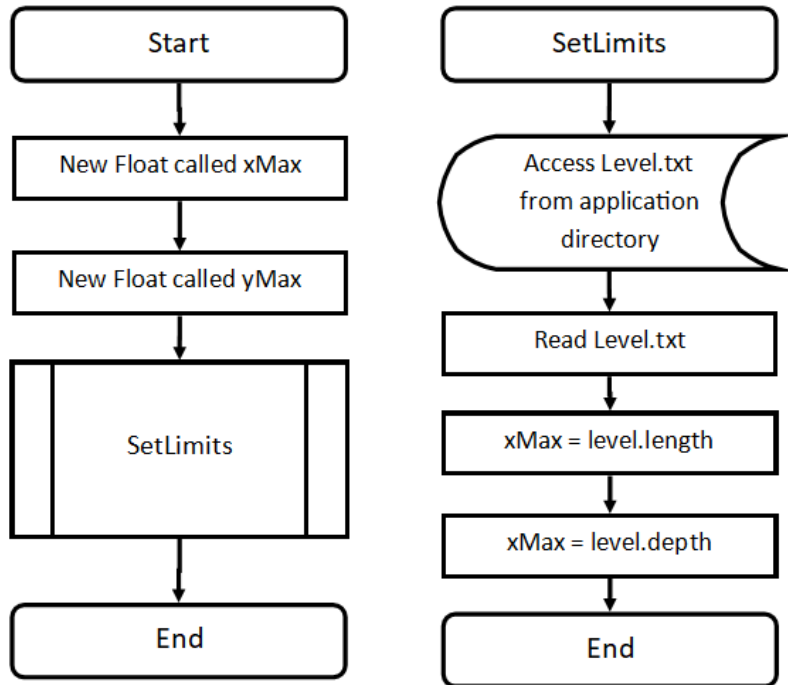 Start
New Float called xMax
New Float called yMax
SetLimits
End
SetLimits
Access Level.txt
from application
directory
Read Level.txt
xMax = level.length
xMax = level.depth
End